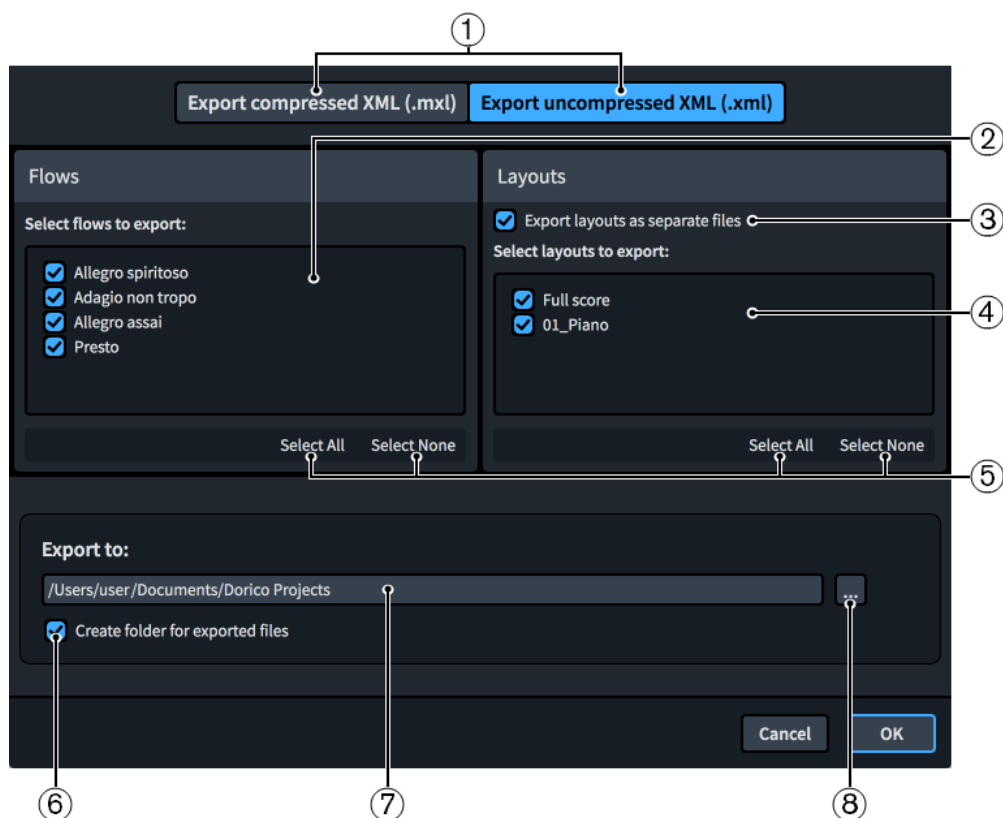 ①
Export compressed XML (.mxl) Export uncompressed XML (.xml)
②
Flows
Select flows to export:
Allegro spiritoso
Adagio non tropo
Allegro assai
Presto
Select All Select None
Layouts
Export layouts as separate files
③
Select layouts to export:
Full score
01_Piano
④
Select All Select None
⑤
Export to:
/Users/user/Documents/Dorico Projects
...
Create folder for exported files
Cancel OK
⑥ ⑦ ⑧